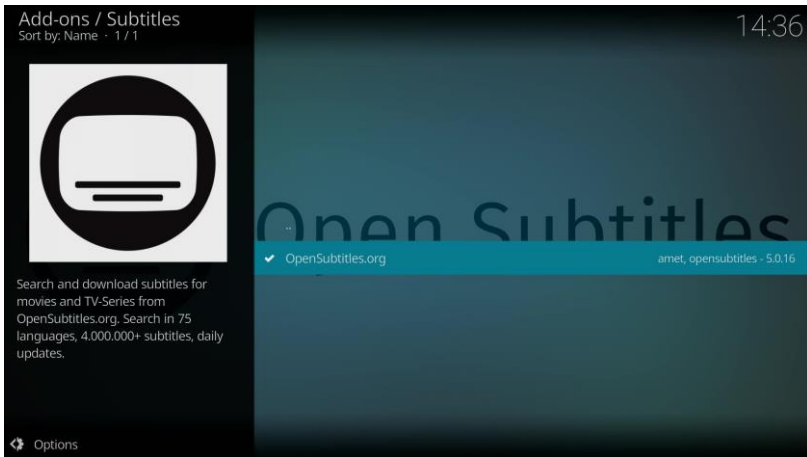 Add-ons / Subtitles
Sort by: Name · 1 / 1
14:36
Open Subtitles
..
OpenSubtitles.org
amet, opensubtitles - 5.0.16
Search and download subtitles for
movies and TV-Series from
OpenSubtitles.org. Search in 75
languages, 4.000.000+ subtitles, daily
updates.
Options